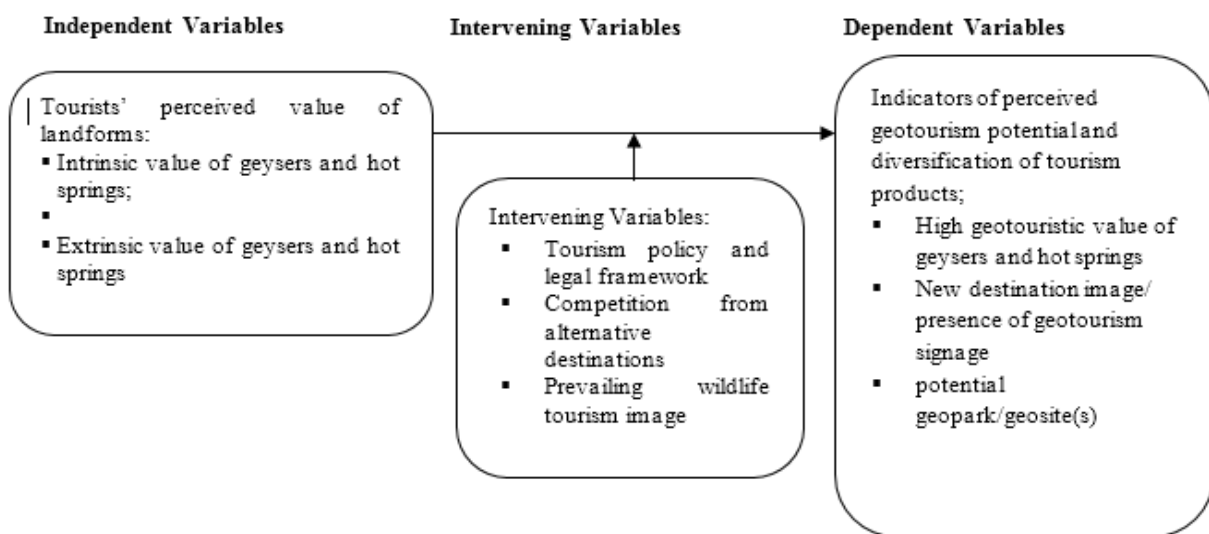 Independent Variables
Intervening Variables
Dependent Variables
Tourists' perceived value of
landforms:
▪ Intrinsic value of geysers and hot
springs;
▪
▪ Extrinsic value of geysers and hot
springs
Intervening Variables:
▪ Tourism policy and
legal framework
▪ Competition from
alternative
destinations
▪ Prevailing wildlife
tourism image
Indicators of perceived
geotourism potential and
diversification of tourism
products;
▪ High geotouristic value of
geysers and hot springs
▪ New destination image/
presence of geotourism
signage
▪ potential
geopark/geosite(s)